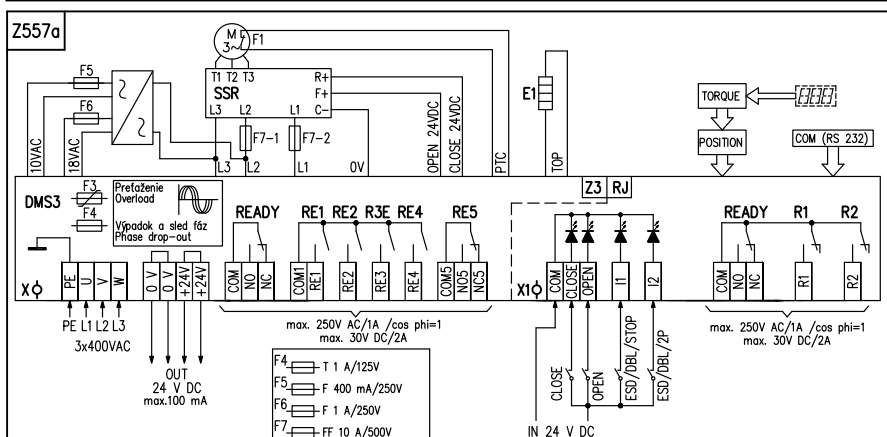 Z557a
M
3~
F1
F5
F6
T1 T2 T3
SSR
R+
F+
C-
L3 L2 L1
F7-1
F7-2
E1
TORQUE
POSITION
COM (RS 232)
10VAC
18VAC
L3 L2 L1
0V
OPEN 24VDC
CLOSE 24VDC
PTC
TOP
DMS3
F3
F4
Preťaženie
Overload
Výpadok a sled fáz
Phase drop-out
Z3 RJ
READY
RE1 RE2 R3E RE4
RE5
READY
R1
R2
X
PE
U
V
W
0 V
0 V
+24V
+24V
COM
NO
NC
COM1
RE1
RE2
RE3
RE4
COM5
NO5
NC5
X1
COM
CLOSE
OPEN
I1
I2
COM
NO
NC
R1
R2
PE L1 L2 L3
3x400VAC
OUT
24 V DC
max.100 mA
max. 250V AC/1A /cos phi=1
max. 30V DC/2A
F4 T 1 A/125V
F5 F 400 mA/250V
F6 F 1 A/250V
F7 FF 10 A/500V
CLOSE
OPEN
ESD/DBL/STOP
ESD/DBL/2P
IN 24 V DC
max. 250V AC/1A /cos phi=1
max. 30V DC/2A